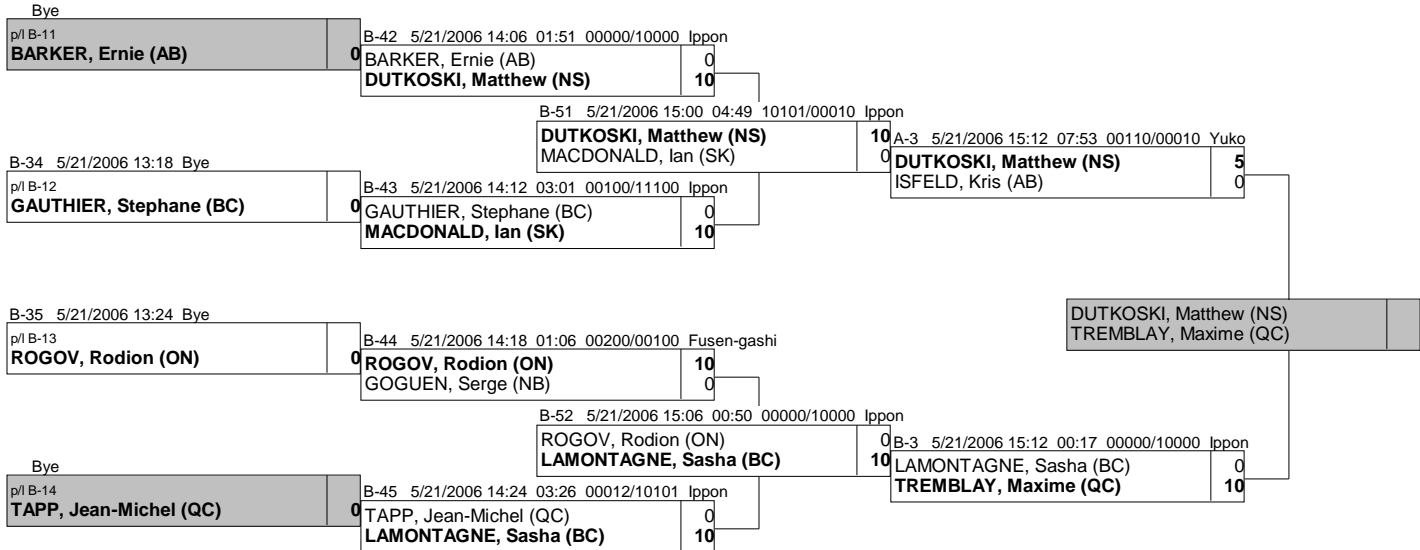 Bye
p/l B-11
BARKER, Ernie (AB) 0
B-42 5/21/2006 14:06 01:51 00000/10000 Ippon
BARKER, Ernie (AB) 0
DUTKOSKI, Matthew (NS) 10
B-51 5/21/2006 15:00 04:49 10101/00010 Ippon
DUTKOSKI, Matthew (NS) 10
MACDONALD, Ian (SK) 0
A-3 5/21/2006 15:12 07:53 00110/00010 Yuko
DUTKOSKI, Matthew (NS) 5
ISFELD, Kris (AB) 0
B-34 5/21/2006 13:18 Bye
p/l B-12
GAUTHIER, Stephane (BC) 0
B-43 5/21/2006 14:12 03:01 00100/11100 Ippon
GAUTHIER, Stephane (BC) 0
MACDONALD, Ian (SK) 10
DUTKOSKI, Matthew (NS)
TREMBLAY, Maxime (QC)
B-35 5/21/2006 13:24 Bye
p/l B-13
ROGOV, Rodion (ON) 0
B-44 5/21/2006 14:18 01:06 00200/00100 Fusen-gashi
ROGOV, Rodion (ON) 10
GOGUEN, Serge (NB) 0
B-52 5/21/2006 15:06 00:50 00000/10000 Ippon
ROGOV, Rodion (ON) 0
LAMONTAGNE, Sasha (BC) 10
B-3 5/21/2006 15:12 00:17 00000/10000 Ippon
LAMONTAGNE, Sasha (BC) 0
TREMBLAY, Maxime (QC) 10
Bye
p/l B-14
TAPP, Jean-Michel (QC) 0
B-45 5/21/2006 14:24 03:26 00012/10101 Ippon
TAPP, Jean-Michel (QC) 0
LAMONTAGNE, Sasha (BC) 10